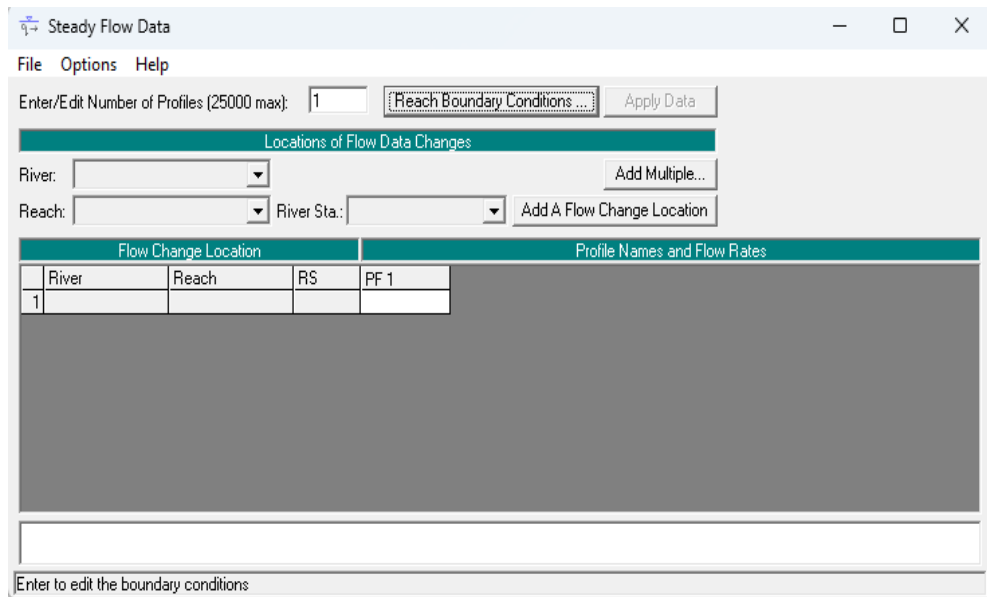 Steady Flow Data
File Options Help
Enter/Edit Number of Profiles (25000 max): 1 Reach Boundary Conditions ... Apply Data
Locations of Flow Data Changes
River: Add Multiple...
Reach: River Sta.: Add A Flow Change Location
Flow Change Location Profile Names and Flow Rates
River Reach RS PF 1
1
Enter to edit the boundary conditions